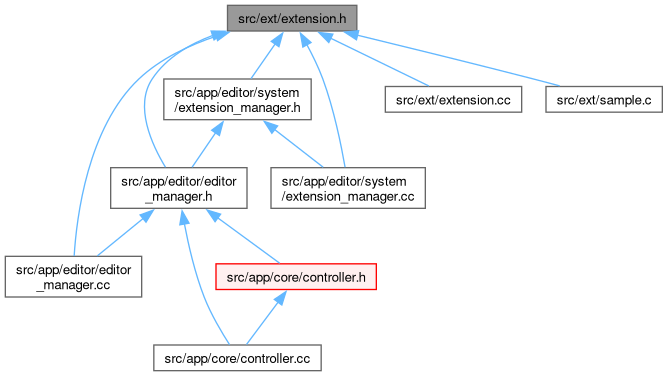 src/ext/extension.h
src/app/editor/system
/extension_manager.h
src/ext/extension.cc
src/ext/sample.c
src/app/editor/editor
_manager.h
src/app/editor/system
/extension_manager.cc
src/app/editor/editor
_manager.cc
src/app/core/controller.h
src/app/core/controller.cc